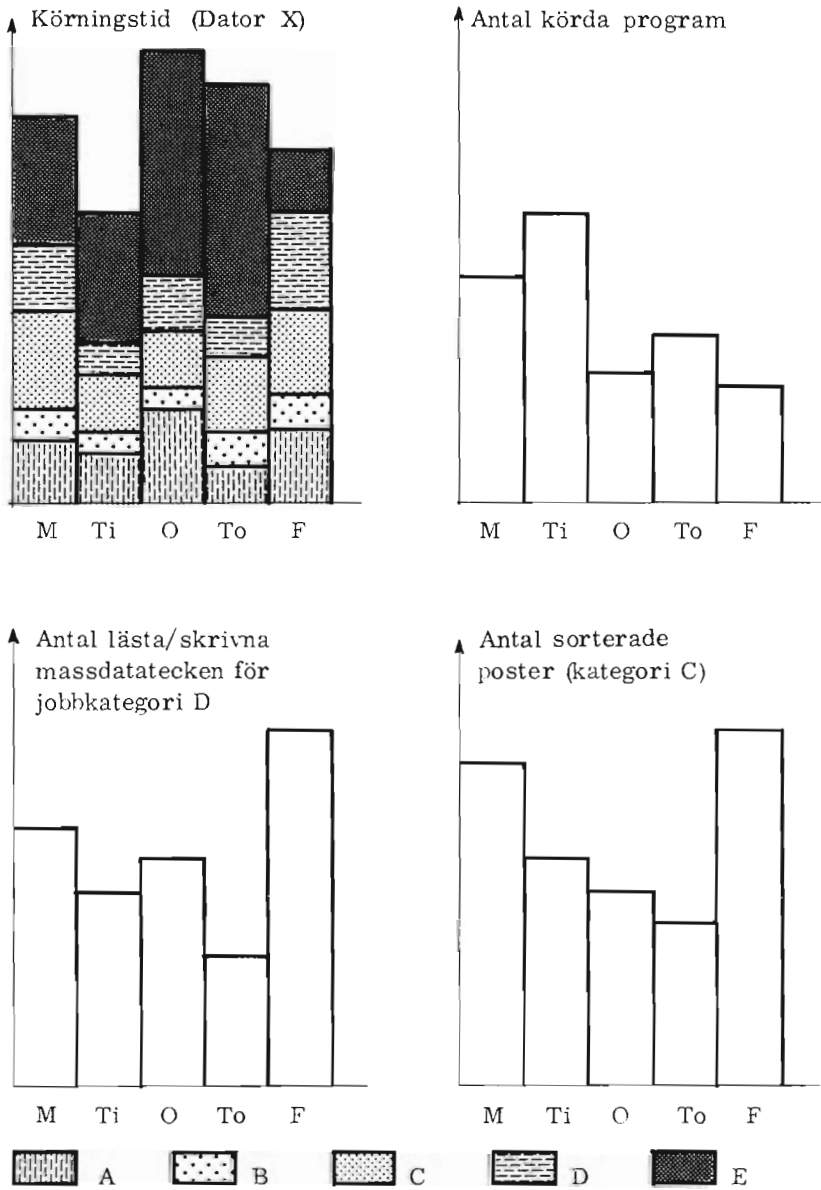 Körningstid (Dator X)
M Ti O To F
Antal körda program
M Ti O To F
Antal lästa/skrivna
massdatatecken för
jobbkategori D
M Ti O To F
Antal sorterade
poster (kategori C)
M Ti O To F
A B C D E